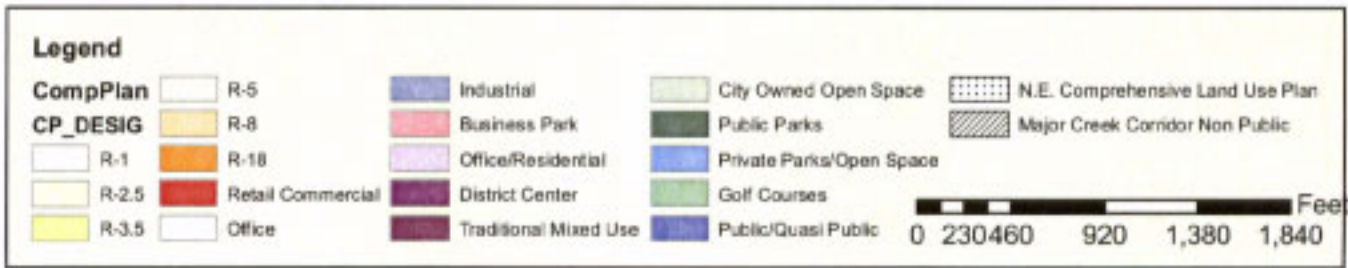 Legend
CompPlan
CP_DESIG
R-1
R-2.5
R-3.5
R-5
R-8
R-18
Retail Commercial
Office
Industrial
Business Park
Office/Residential
District Center
Traditional Mixed Use
City Owned Open Space
Public Parks
Private Parks/Open Space
Golf Courses
Public/Quasi Public
N.E. Comprehensive Land Use Plan
Major Creek Corridor Non Public
Feet
0 230 460 920 1,380 1,840